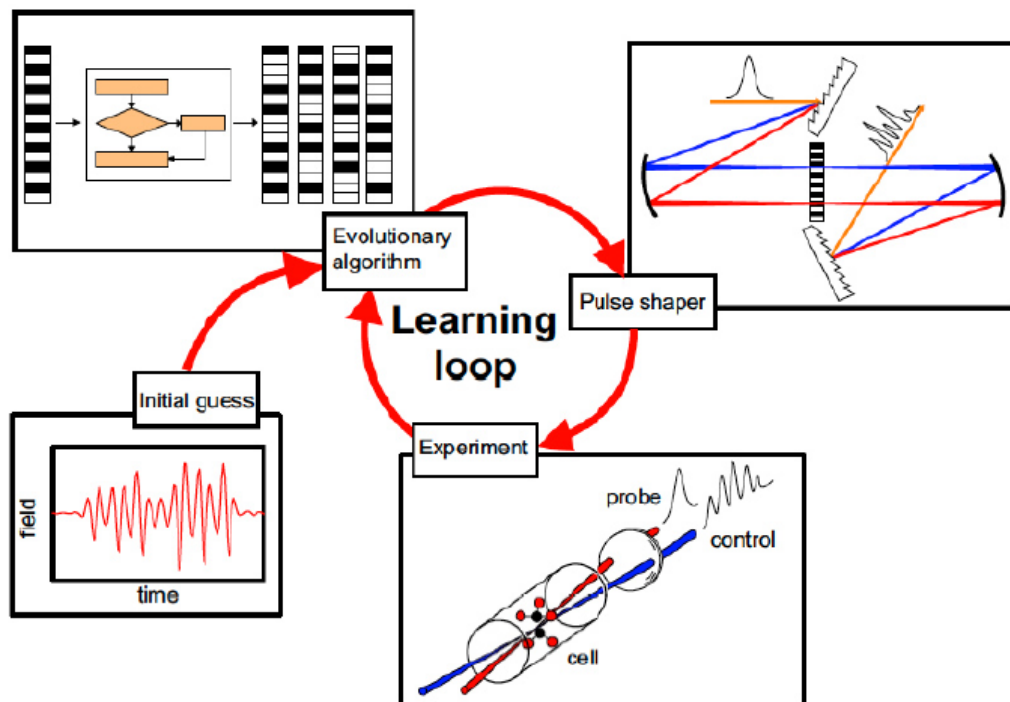 Evolutionary
algorithm
Pulse shaper
Learning
loop
Initial guess
Experiment
field
time
probe
control
cell